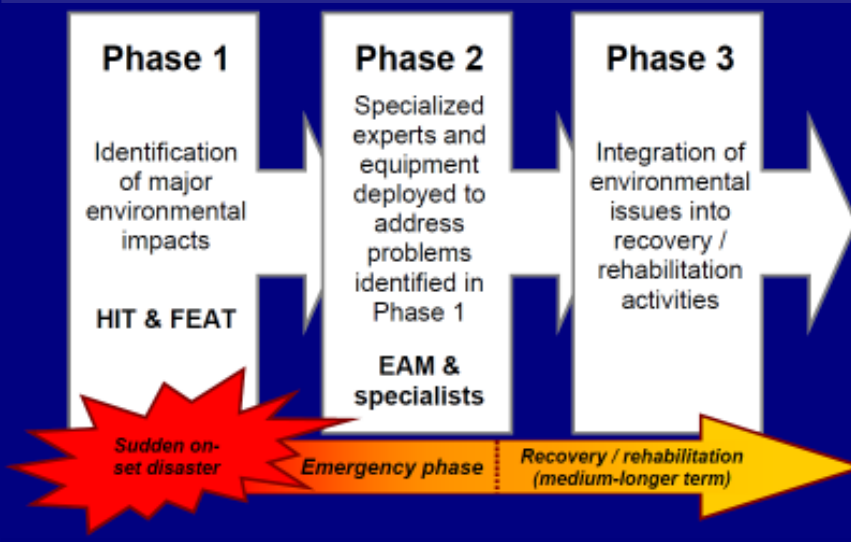 Phase 1
Identification
of major
environmental
impacts
HIT & FEAT
Phase 2
Specialized
experts and
equipment
deployed to
address
problems
identified in
Phase 1
EAM &
specialists
Phase 3
Integration of
environmental
issues into
recovery /
rehabilitation
activities
Sudden on-
set disaster
Emergency phase
Recovery / rehabilitation
(medium-longer term)